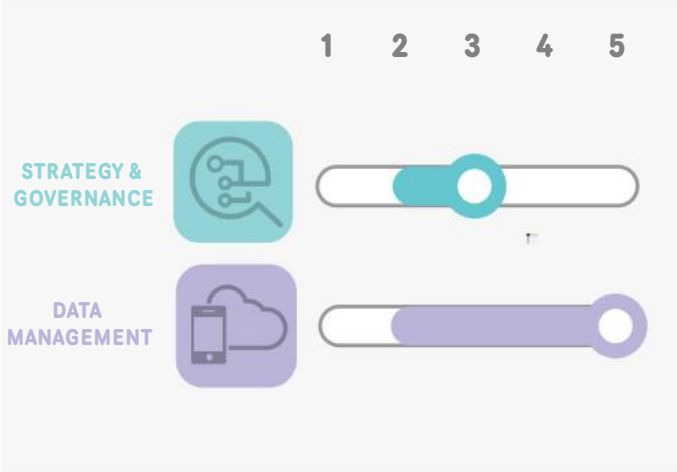 1 2 3 4 5
STRATEGY &
GOVERNANCE
DATA
MANAGEMENT